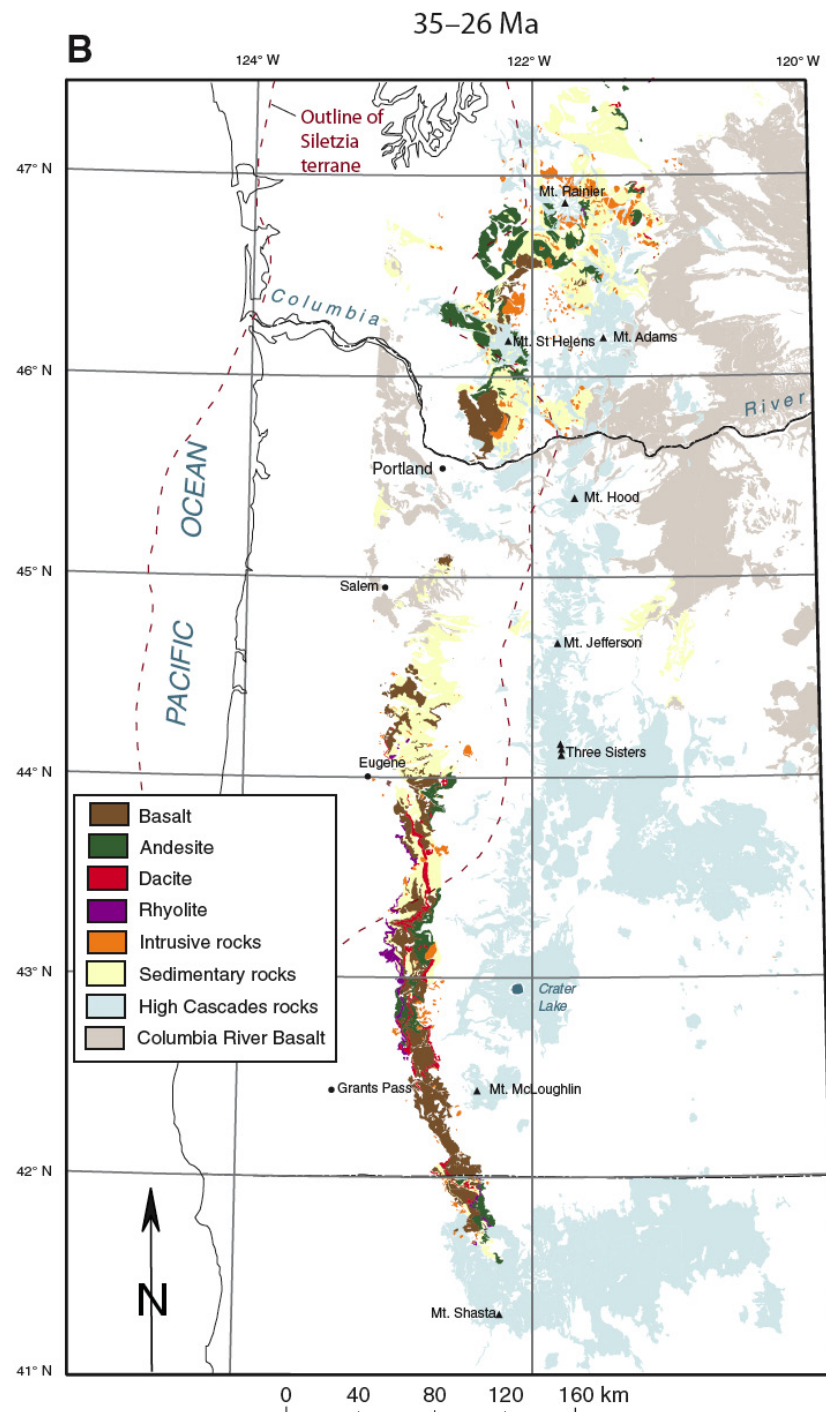 35–26 Ma
B
124° W
122° W
120° W
Outline of
Siletzia
terrane
47° N
Mt. Rainier
Columbia
Mt. St Helens
Mt. Adams
46° N
River
Portland
Mt. Hood
PACIFIC OCEAN
45° N
Salem
Mt. Jefferson
Three Sisters
Eugene
44° N
Basalt
Andesite
Dacite
Rhyolite
Intrusive rocks
Sedimentary rocks
High Cascades rocks
Columbia River Basalt
43° N
Crater
Lake
Grants Pass
Mt. McLoughlin
42° N
Mt. Shasta
N
41° N
0 40 80 120 160 km